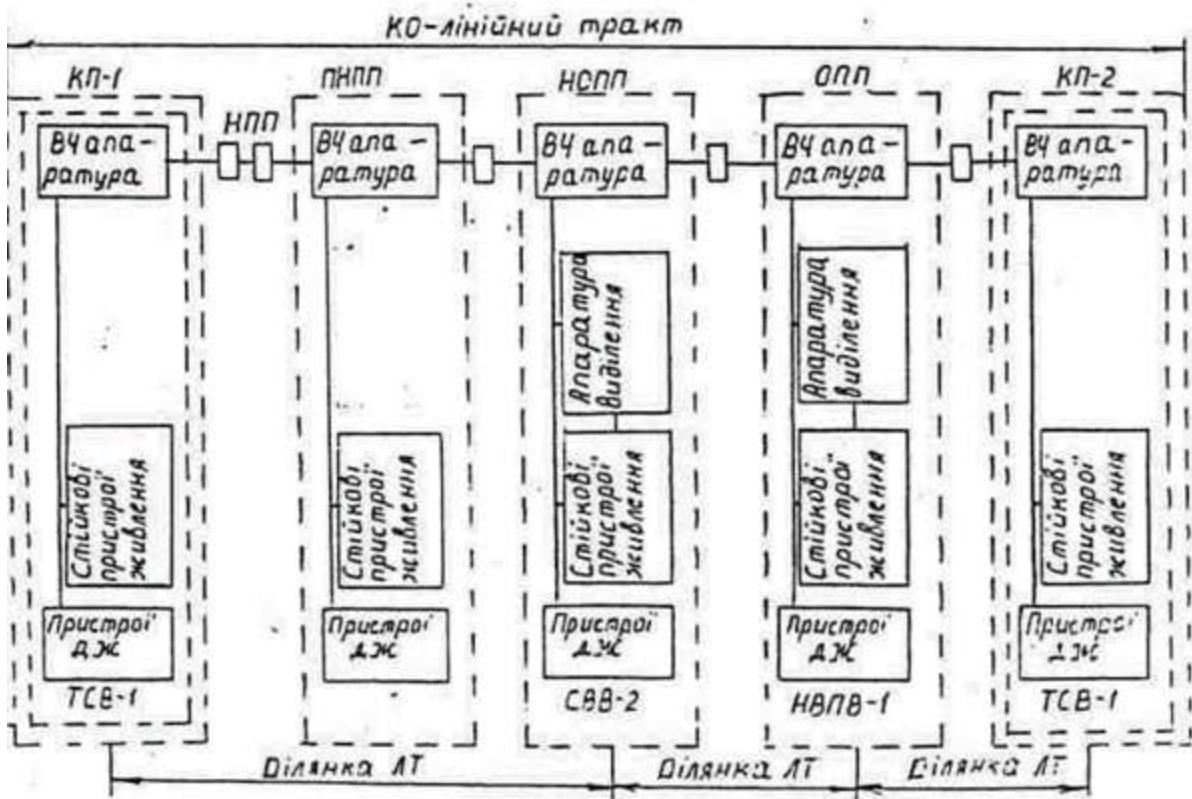 КО-лінійний тракт
КП-1
НПП
ПНПП
НСПП
ОПП
КП-2
ВЧ апа-
ратура
ВЧ апа-
ратура
ВЧ апа-
ратура
ВЧ апа-
ратура
ВЧ апа-
ратура
Апаратура
виділення
Апаратура
виділення
Стійкові
пристрої
живлення
Стійкові
пристрої
живлення
Стійкові
пристрої
живлення
Стійкові
пристрої
живлення
Стійкові
пристрої
живлення
Пристрої
ДЖ
Пристрої
ДЖ
Пристрої
ДЖ
Пристрої
ДЖ
Пристрої
ДЖ
ТСВ-1
СВВ-2
НВПВ-1
ТСВ-1
Ділянка ЛТ
Ділянка ЛТ
Ділянка ЛТ